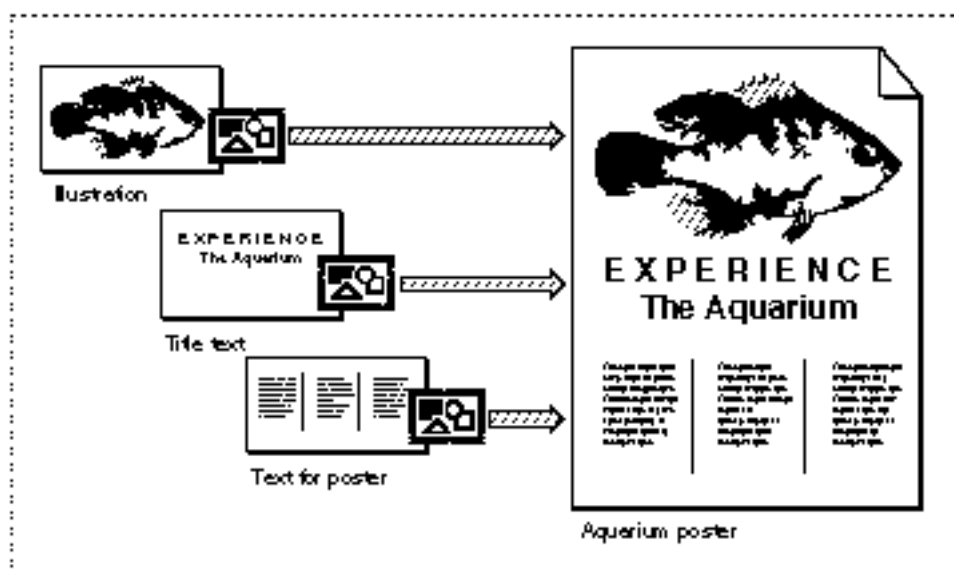 Illustration
EXPERIENCE
The Aquarium
Title text
Text for poster
EXPERIENCE
The Aquarium
Aquarium poster